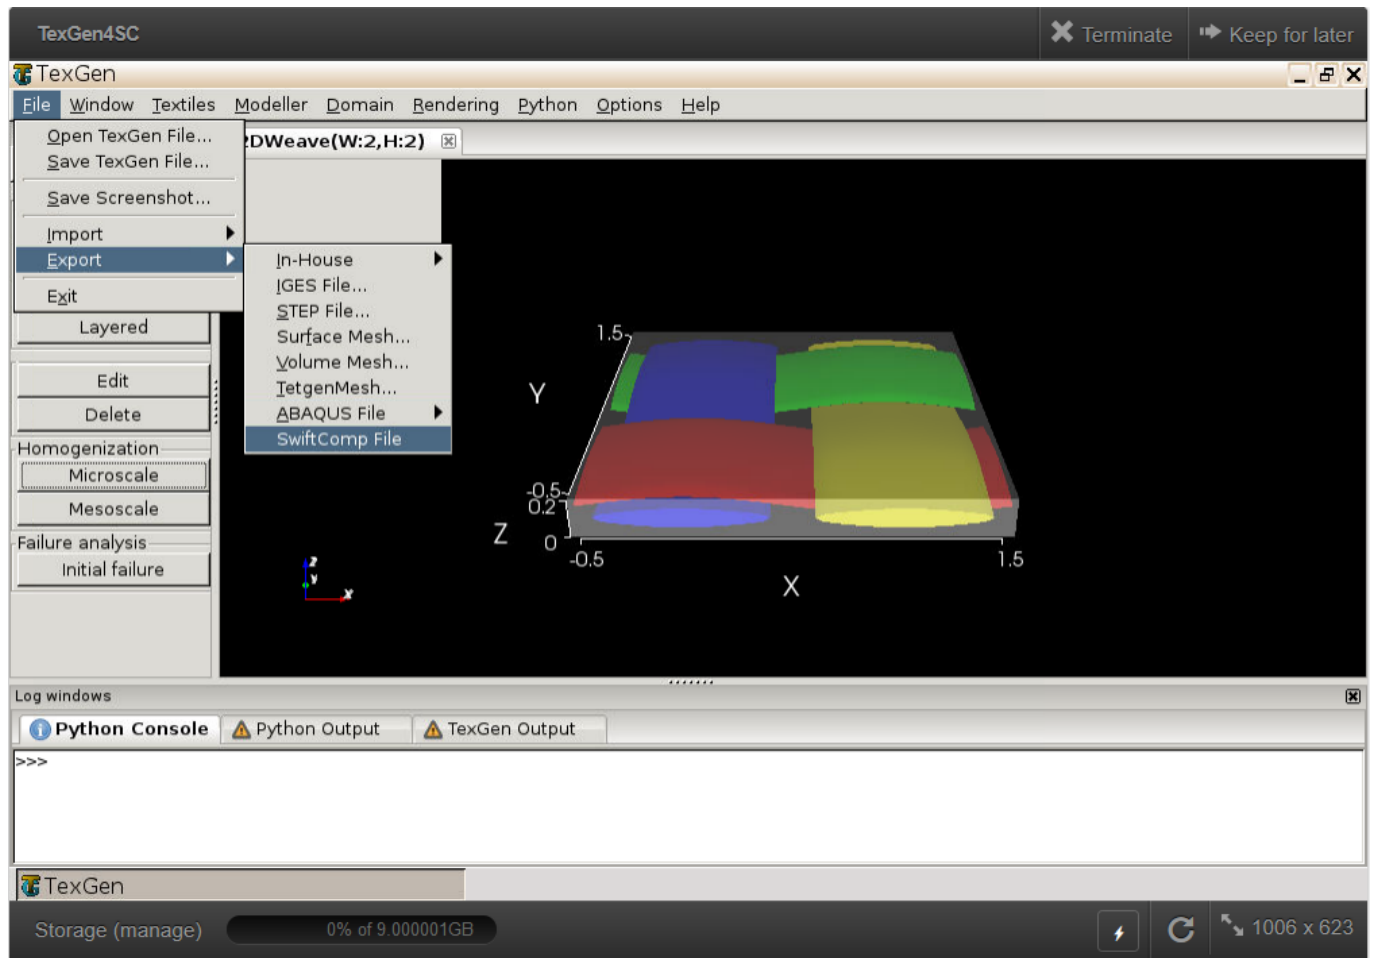 TexGen4SC Terminate Keep for later
TexGen
File Window Textiles Modeller Domain Rendering Python Options Help
Open TexGen File...
2DWeave(W:2,H:2)
Save TexGen File...
Save Screenshot...
Import
Export
Exit
In-House
IGES File...
STEP File...
Surface Mesh...
Volume Mesh...
TetgenMesh...
ABAQUS File
SwiftComp File
Layered
Edit
Delete
Homogenization
Microscale
Mesoscale
Failure analysis
Initial failure
1.5
Y
-0.5
0.2
Z
0
-0.5
1.5
X
z
y
x
Log windows
Python Console Python Output TexGen Output
>>>
TexGen
Storage (manage) 0% of 9.000001GB 1006 x 623